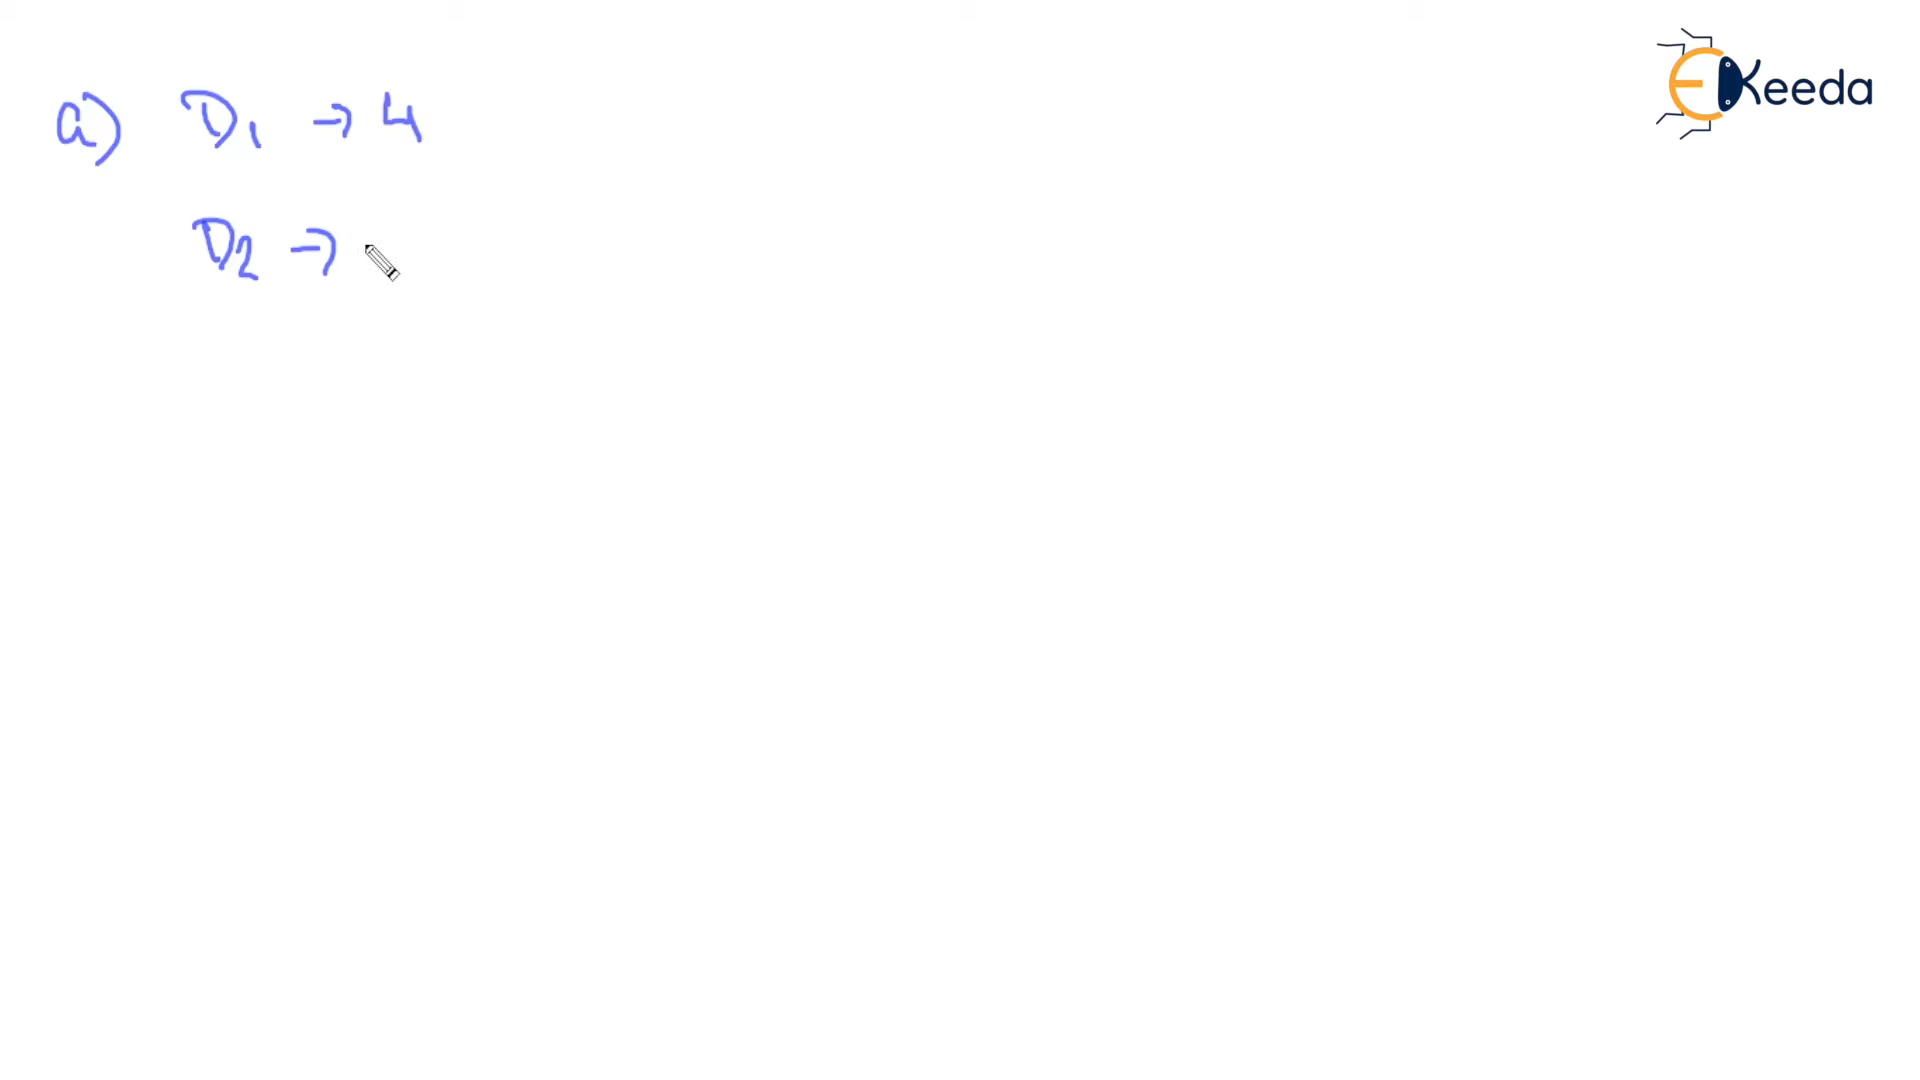 EKeeda
a) D1 → 4
D2 →